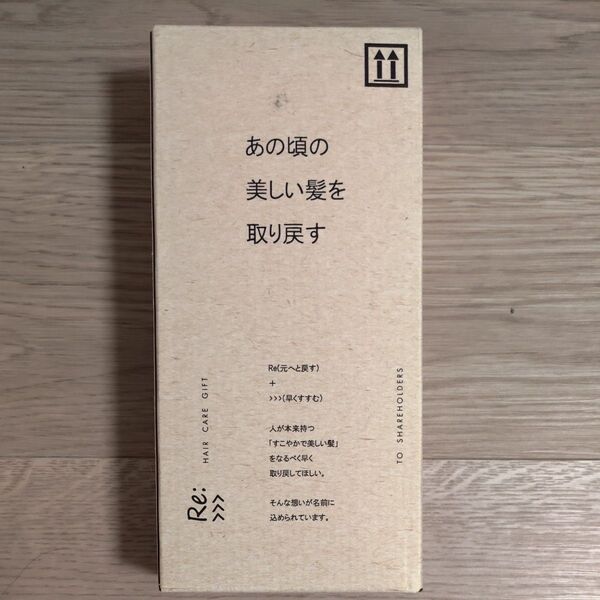 あの頃の
美しい髪を
取り戻す
Re(元へと戻す)
+
>>>(早くすすむ)
人が本来持つ
「すこやかで美しい髪」
をなるべく早く
取り戻してほしい。
そんな想いが名前に
込められています。
Re:
>>>
HAIR CARE GIFT
TO SHAREHOLDERS